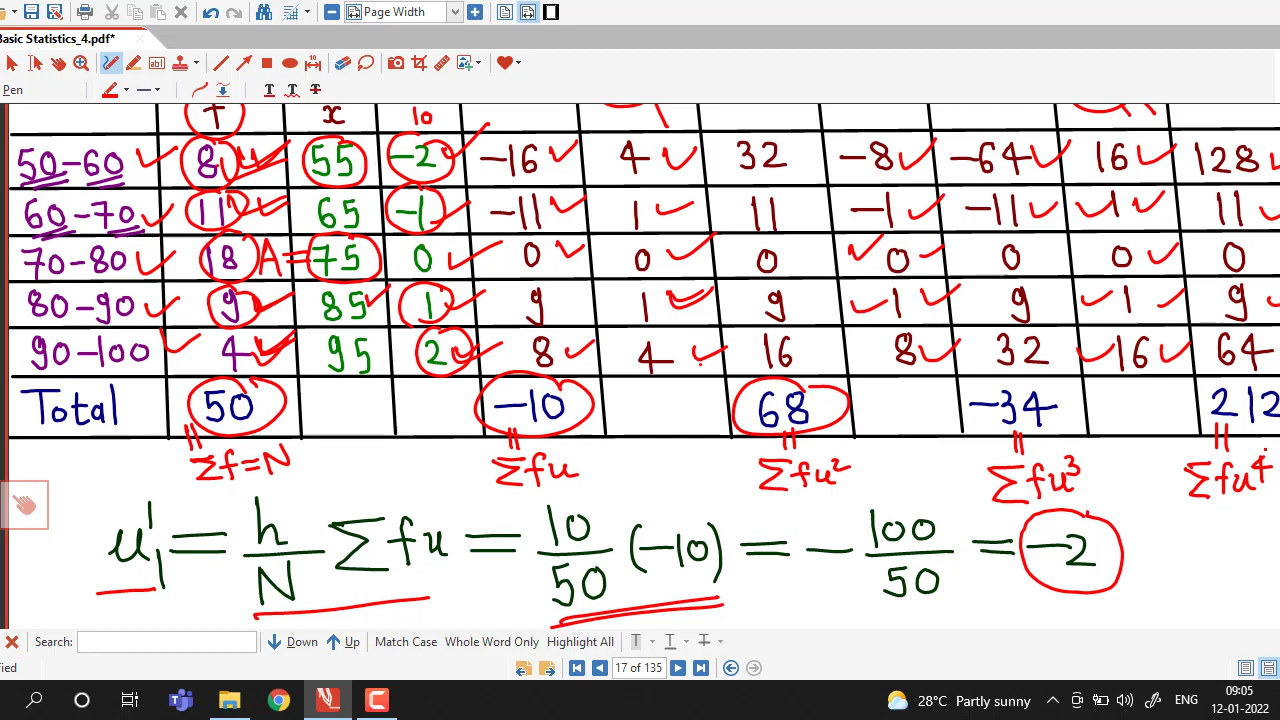 Page Width
Basic Statistics_4.pdf*
Pen
f x 10
50-60 8 55 -2 -16 4 32 -8 -64 16 128
60-70 11 65 -1 -11 1 11 -1 -11 1 11
70-80 18 A= 75 0 0 0 0 0 0 0 0
80-90 9 85 1 9 1 9 1 9 1 9
90-100 4 95 2 8 4 16 8 32 16 64
Total 50 -10 68 -34 212
Σf=N Σfu Σfu² Σfu³ Σfu⁴
μ₁' = h/N Σfu = 10/50 (-10) = -100/50 = -2
Search: Down Up Match Case Whole Word Only Highlight All T T T
fied 17 of 135
28°C Partly sunny ENG 09:05
12-01-2022